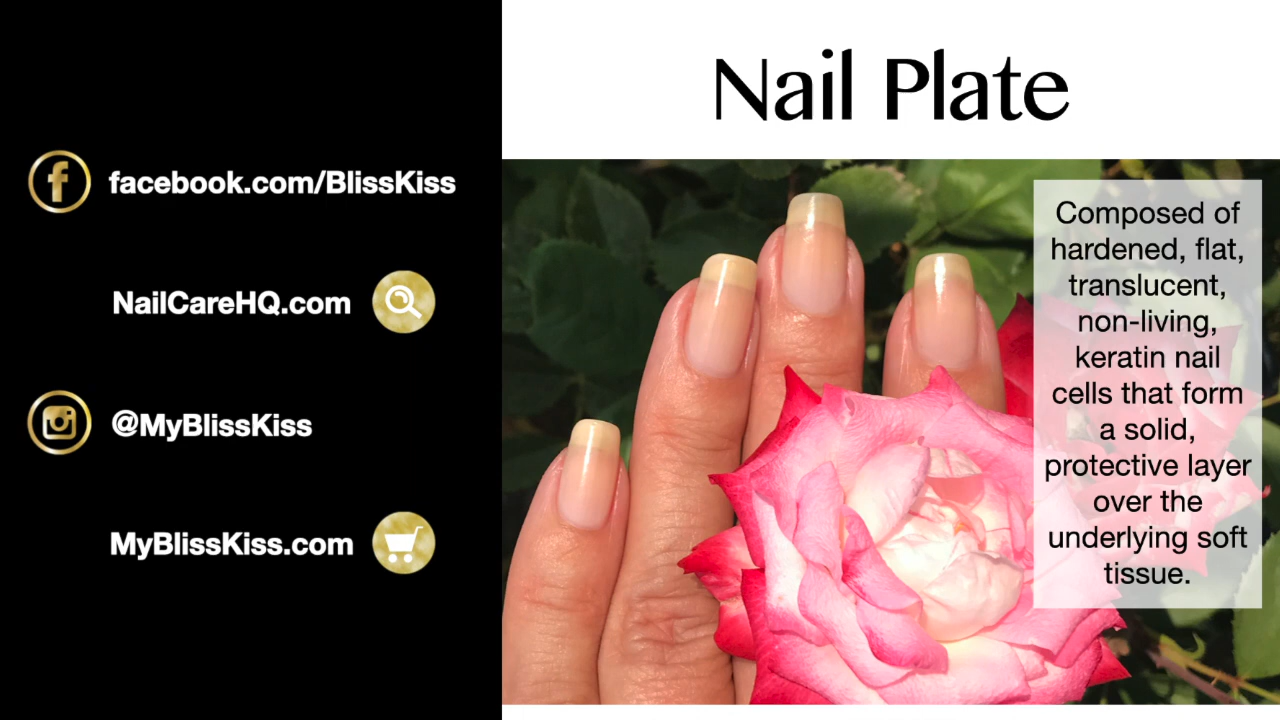 facebook.com/BlissKiss
NailCareHQ.com
@MyBlissKiss
MyBlissKiss.com
Nail Plate
Composed of
hardened, flat,
translucent,
non-living,
keratin nail
cells that form
a solid,
protective layer
over the
underlying soft
tissue.